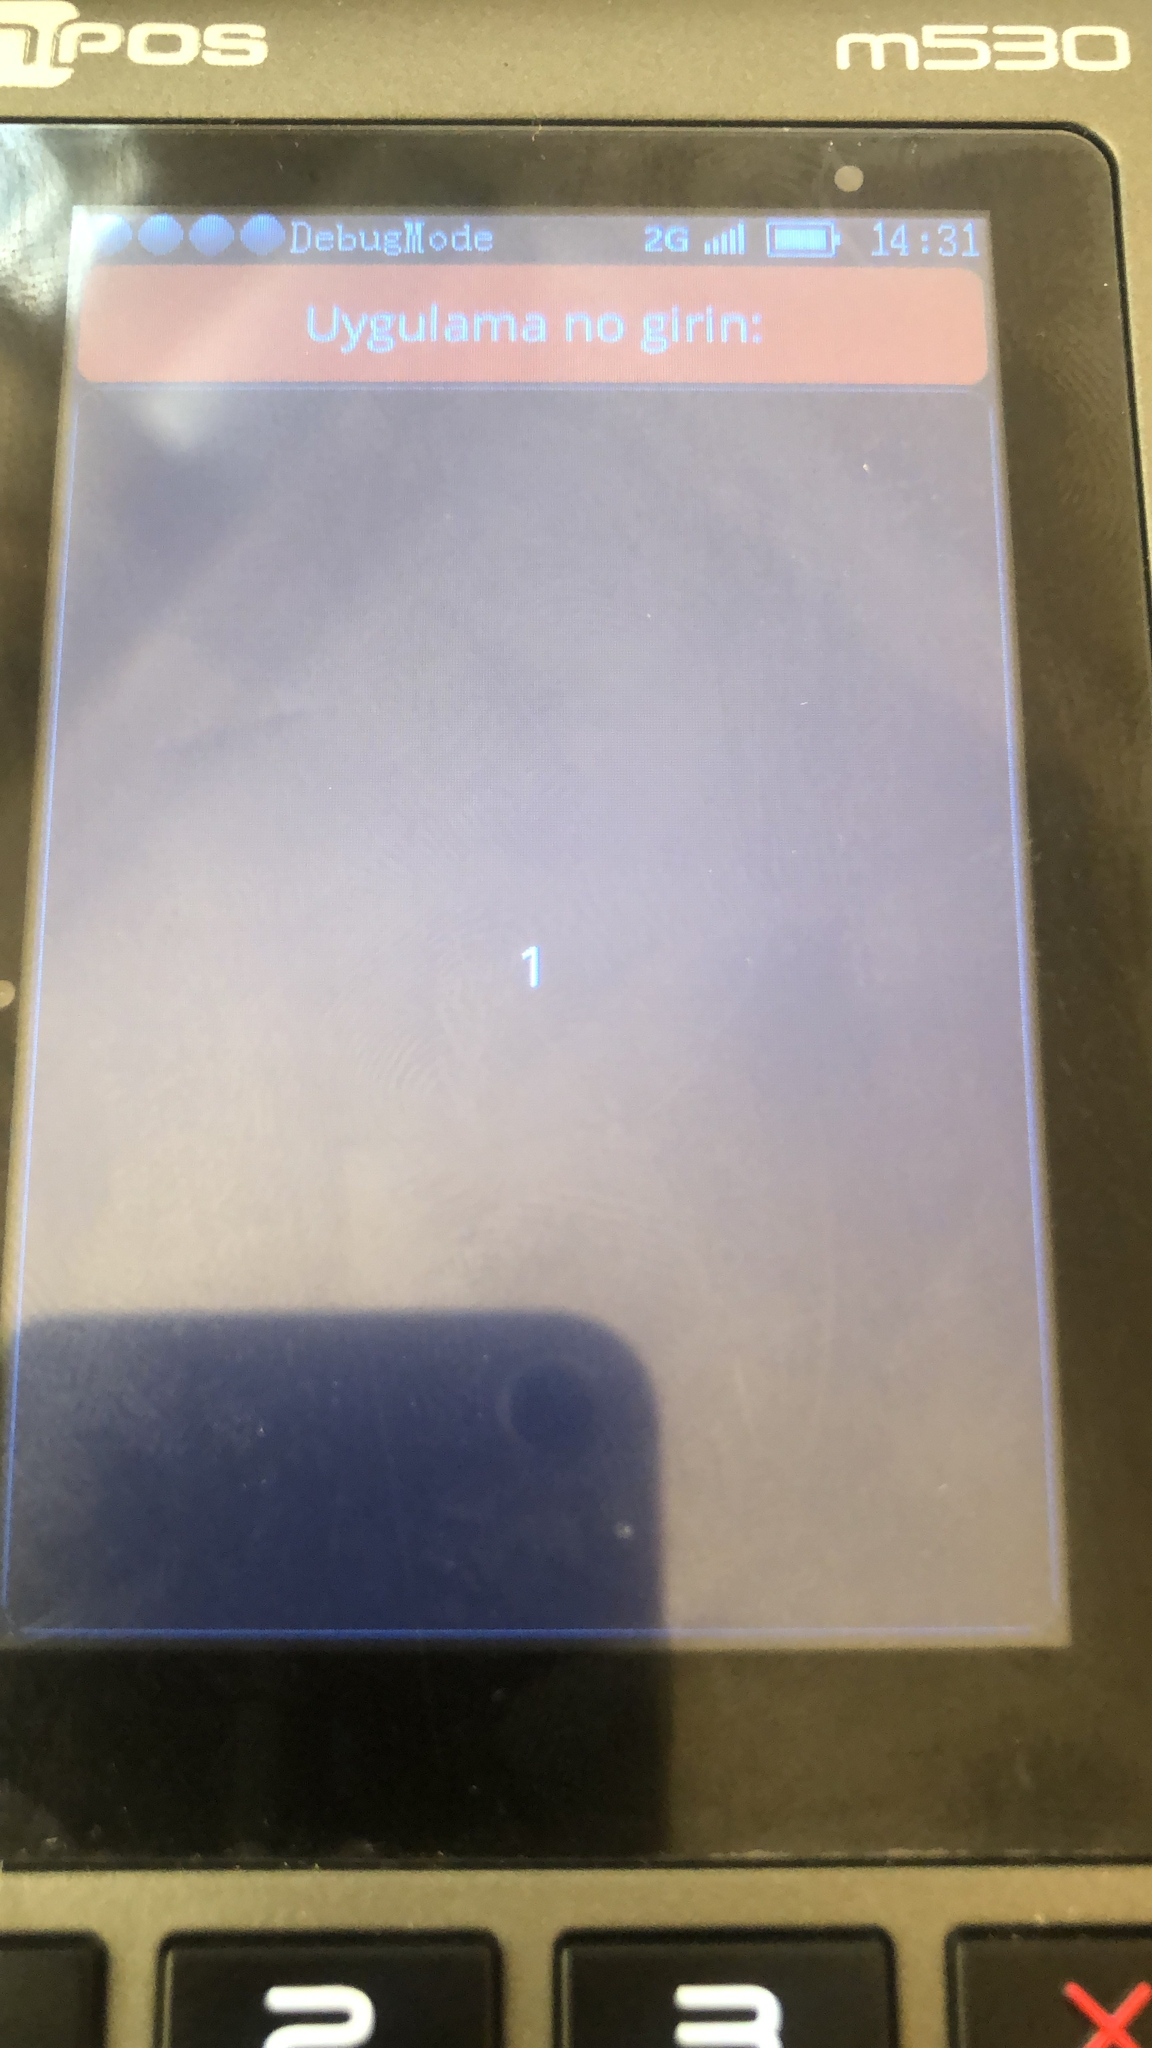 POS m530
DebugMode 2G 14:31
Uygulama no girin:
1
2 3 X